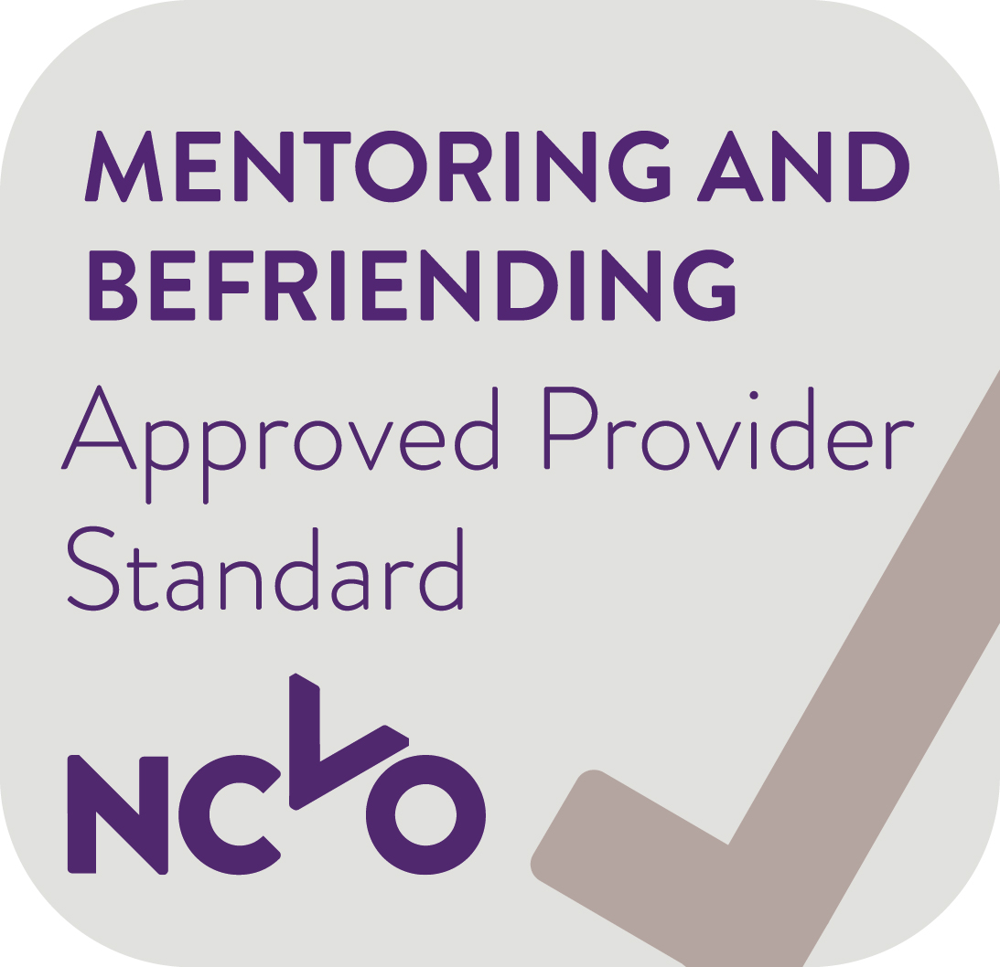 MENTORING AND
BEFRIENDING
Approved Provider
Standard
NCVO